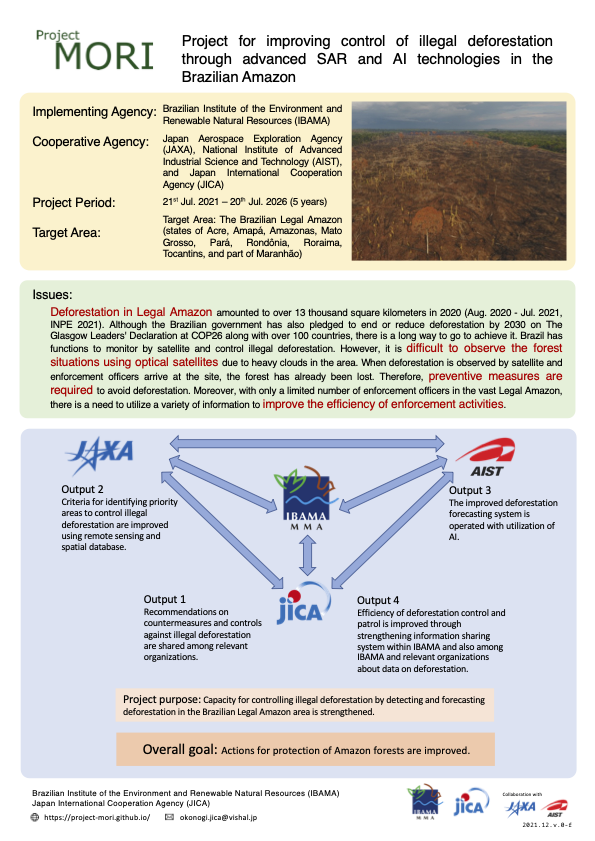 Project
MORI
Project for improving control of illegal deforestation
through advanced SAR and AI technologies in the
Brazilian Amazon
Implementing Agency:
Brazilian Institute of the Environment and
Renewable Natural Resources (IBAMA)
Cooperative Agency:
Japan Aerospace Exploration Agency
(JAXA), National Institute of Advanced
Industrial Science and Technology (AIST),
and Japan International Cooperation
Agency (JICA)
Project Period:
21st Jul. 2021 – 20th Jul. 2026 (5 years)
Target Area:
Target Area: The Brazilian Legal Amazon
(states of Acre, Amapá, Amazonas, Mato
Grosso, Pará, Rondônia, Roraima,
Tocantins, and part of Maranhão)
Issues:
Deforestation in Legal Amazon amounted to over 13 thousand square kilometers in 2020 (Aug. 2020 - Jul. 2021,
INPE 2021). Although the Brazilian government has also pledged to end or reduce deforestation by 2030 on The
Glasgow Leaders' Declaration at COP26 along with over 100 countries, there is a long way to go to achieve it. Brazil has
functions to monitor by satellite and control illegal deforestation. However, it is difficult to observe the forest
situations using optical satellites due to heavy clouds in the area. When deforestation is observed by satellite and
enforcement officers arrive at the site, the forest has already been lost. Therefore, preventive measures are
required to avoid deforestation. Moreover, with only a limited number of enforcement officers in the vast Legal Amazon,
there is a need to utilize a variety of information to improve the efficiency of enforcement activities.
JAXA
AIST
IBAMA
MMA
Output 2
Criteria for identifying priority
areas to control illegal
deforestation are improved
using remote sensing and
spatial database.
Output 3
The improved deforestation
forecasting system is
operated with utilization of
AI.
jICA
Output 1
Recommendations on
countermeasures and controls
against illegal deforestation
are shared among relevant
organizations.
Output 4
Efficiency of deforestation control and
patrol is improved through
strengthening information sharing
system within IBAMA and also among
IBAMA and relevant organizations
about data on deforestation.
Project purpose: Capacity for controlling illegal deforestation by detecting and forecasting
deforestation in the Brazilian Legal Amazon area is strengthened.
Overall goal: Actions for protection of Amazon forests are improved.
Brazilian Institute of the Environment and Renewable Natural Resources (IBAMA)
Japan International Cooperation Agency (JICA)
https://project-mori.github.io/
okonogi.jica@vishal.jp
IBAMA
MMA
jICA
Collaboration with
JAXA
AIST
2021.12.v.0-E